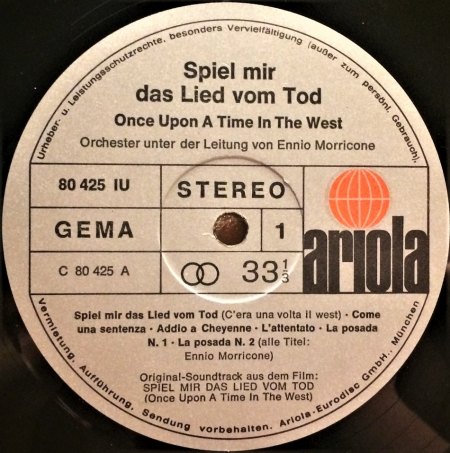 Urheber- u. Leistungsschutzrechte, besonders Vervielfältigung (außer zum persönl. Gebrauch),
Spiel mir
das Lied vom Tod
Once Upon A Time In The West
Orchester unter der Leitung von Ennio Morricone
80 425 IU
STEREO
GEMA
1
ariola
C 80 425 A
33 1/3
Spiel mir das Lied vom Tod (C'era una volta il west) · Come
una sentenza · Addio a Cheyenne · L'attentato · La posada
N. 1 · La posada N. 2 (alle Titel:
Ennio Morricone)
Original-Soundtrack aus dem Film:
SPIEL MIR DAS LIED VOM TOD
(Once Upon A Time In The West)
Vermietung, Aufführung, Sendung vorbehalten. Ariola-Eurodisc GmbH., München